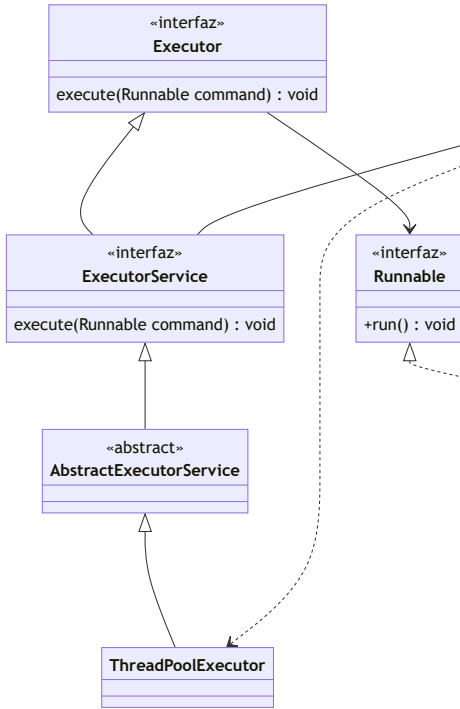 «interfaz»
Executor
execute(Runnable command) : void
«interfaz»
ExecutorService
execute(Runnable command) : void
«interfaz»
Runnable
+run() : void
«abstract»
AbstractExecutorService
ThreadPoolExecutor